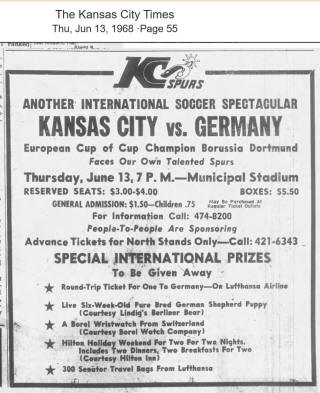 The Kansas City Times
Thu, Jun 13, 1968 · Page 55
KC
SPURS
ANOTHER INTERNATIONAL SOCCER SPECTACULAR
KANSAS CITY vs. GERMANY
European Cup of Cup Champion Borussia Dortmund
Faces Our Own Talented Spurs
Thursday, June 13, 7 P. M.—Municipal Stadium
RESERVED SEATS: $3.00-$4.00 BOXES: $5.50
GENERAL ADMISSION: $1.50—Children .75 May Be Purchased At
Regular Ticket Outlets
For Information Call: 474-8200
People-To-People Are Sponsoring
Advance Tickets for North Stands Only—Call: 421-6343
SPECIAL INTERNATIONAL PRIZES
To Be Given Away
★ Round-Trip Ticket For One To Germany—On Lufthansa Airline
★ Live Six-Week-Old Pure Bred German Shepherd Puppy
(Courtesy Lindig's Berliner Bear)
★ A Borel Wristwatch From Switzerland
(Courtesy Borel Watch Company)
★ Hilton Holiday Weekend For Two For Two Nights.
Includes Two Dinners, Two Breakfasts For Two
(Courtesy Hilton Inn)
★ 300 Senator Travel Bags From Lufthansa